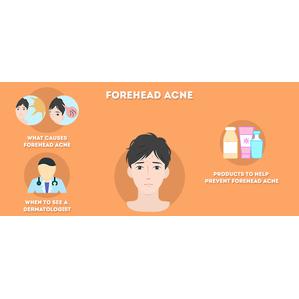 FOREHEAD ACNE
WHAT CAUSES
FOREHEAD ACNE
WHEN TO SEE A
DERMATOLOGIST
PRODUCTS TO HELP
PREVENT FOREHEAD ACNE